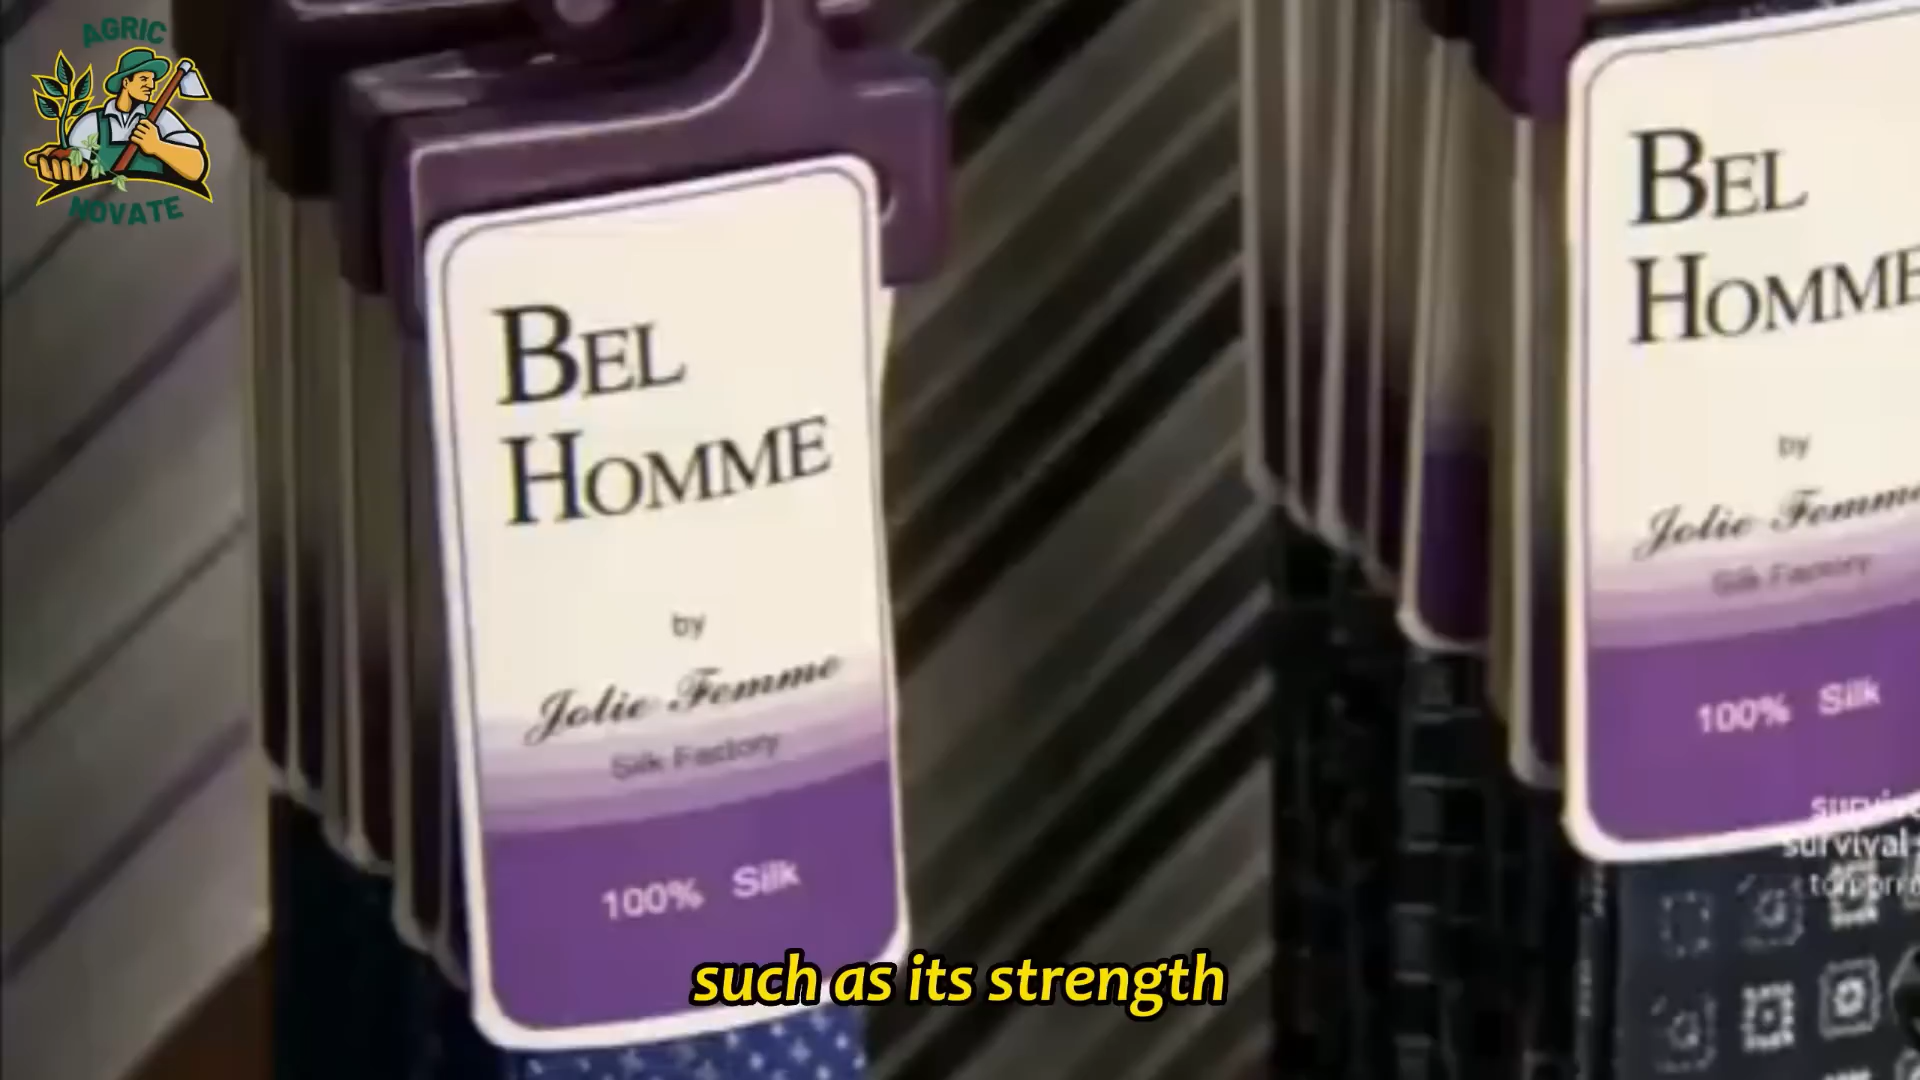 AGRIC
NOVATE
BEL
HOMME
by
Jolie Femme
Silk Factory
100% Silk
BEL
HOMME
by
Jolie Femme
Silk Factory
100% Silk
survival
such as its strength